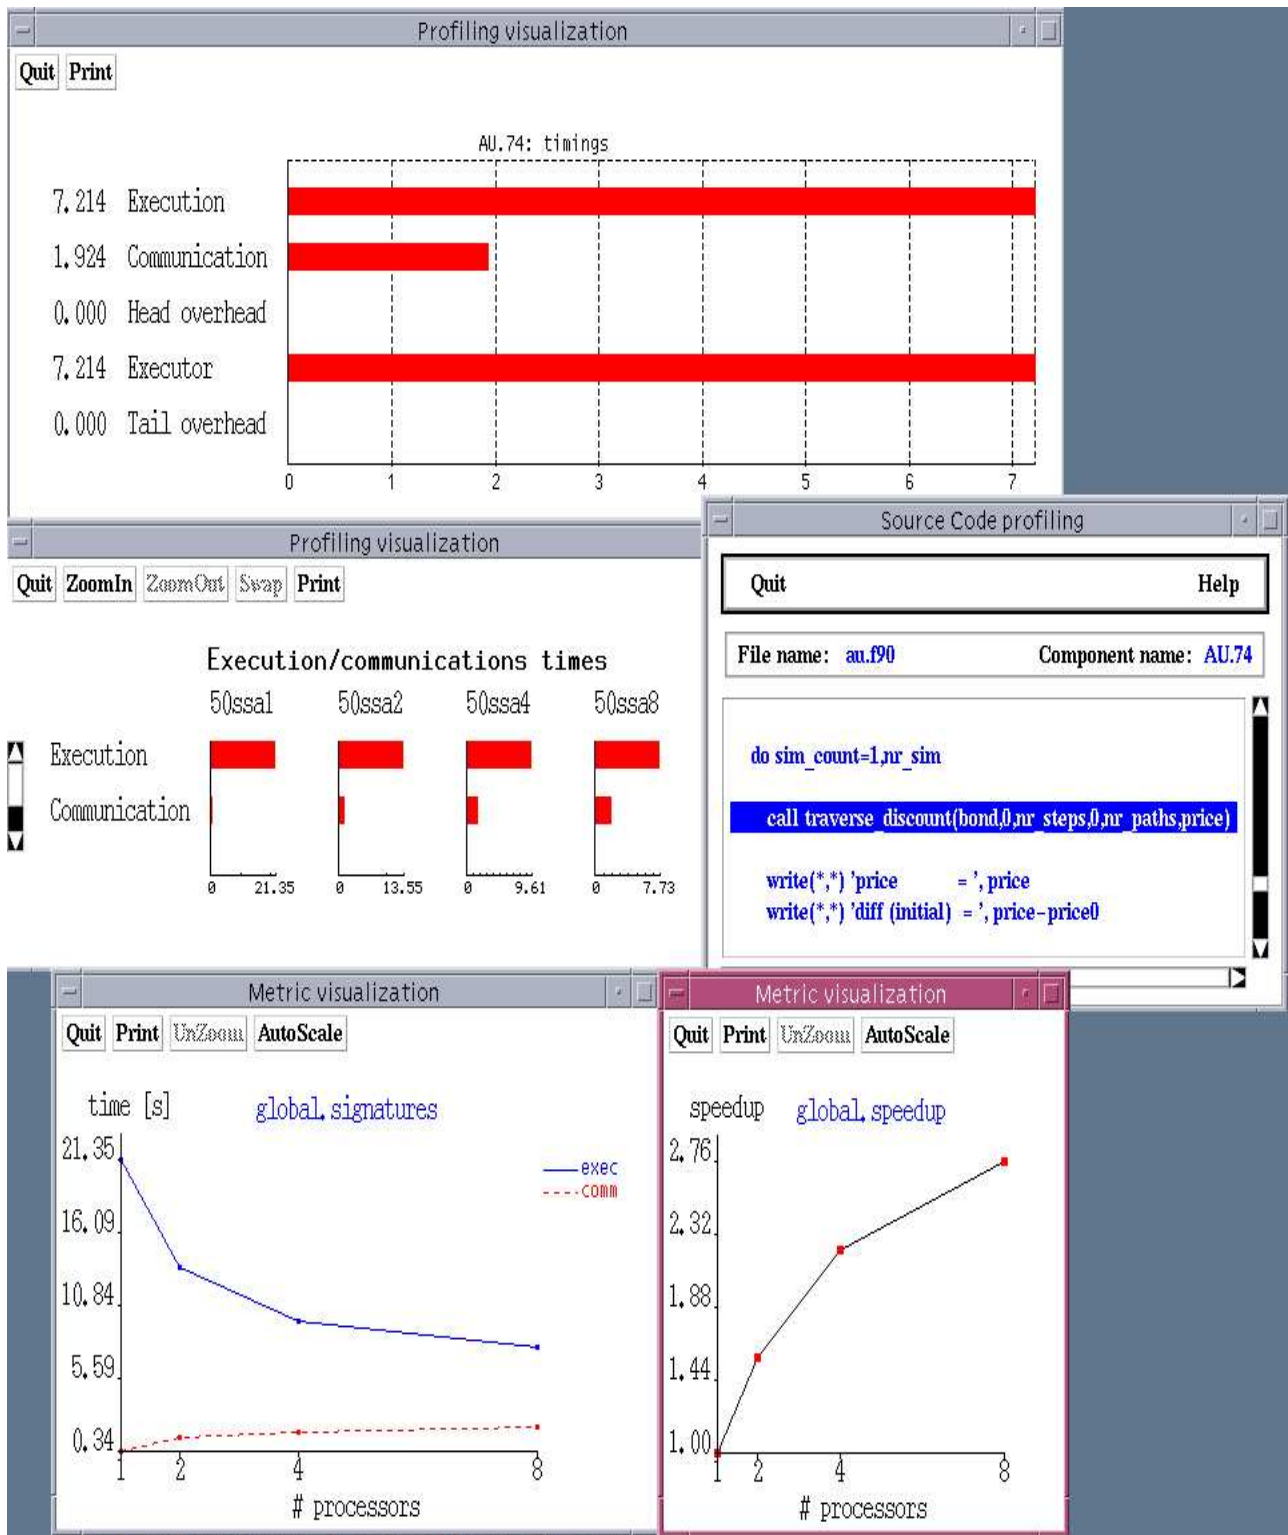 Profiling visualization
Quit Print
AU.74: timings
7.214 Execution
1.924 Communication
0.000 Head overhead
7.214 Executor
0.000 Tail overhead
0 1 2 3 4 5 6 7
Profiling visualization
Quit ZoomIn ZoomOut Swap Print
Execution/communications times
50ssa1 50ssa2 50ssa4 50ssa8
Execution
Communication
0 21.35 0 13.55 0 9.61 0 7.73
Source Code profiling
Quit Help
File name: au.f90 Component name: AU.74
do sim_count=1,nr_sim
call traverse_discount(bond,0,nr_steps,0,nr_paths,price)
write(*,*) 'price = ', price
write(*,*) 'diff (initial) = ', price-price0
Metric visualization
Quit Print UnZoom AutoScale
time [s] global.signatures
21.35
exec
comm
16.09
10.84
5.59
0.34
1 2 4 8
# processors
Metric visualization
Quit Print UnZoom AutoScale
speedup global.speedup
2.76
2.32
1.88
1.44
1.00
1 2 4 8
# processors